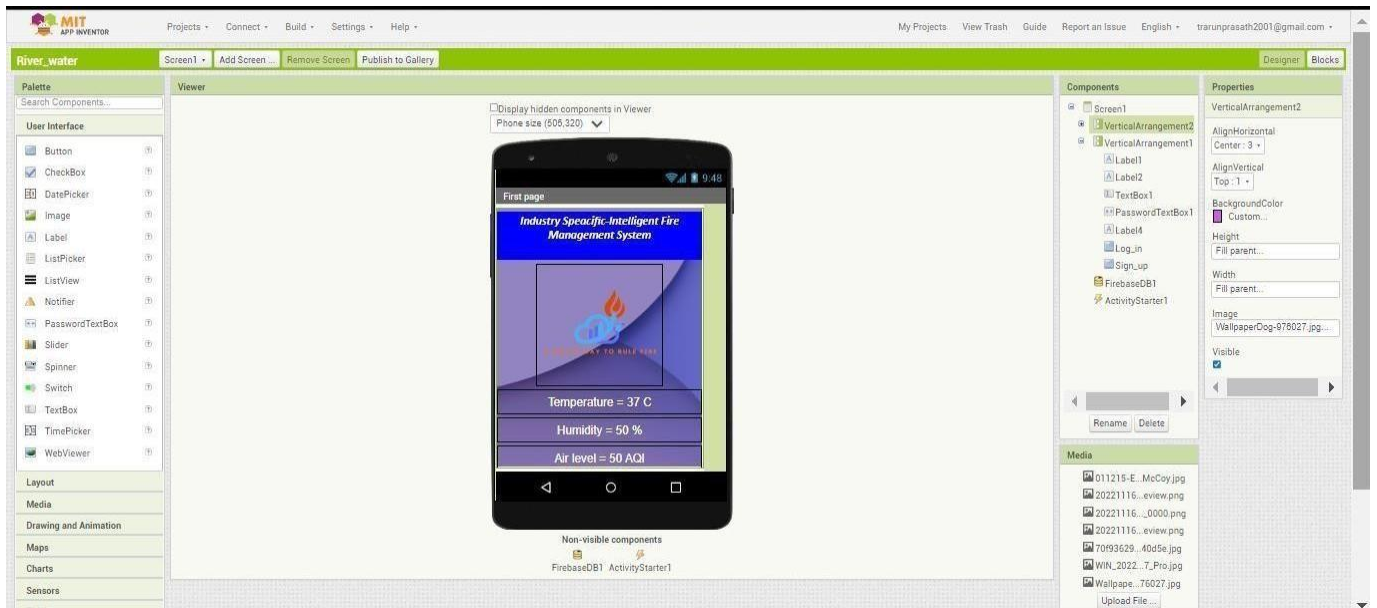 MIT
APP INVENTOR
Projects
Connect
Build
Settings
Help
My Projects
View Trash
Guide
Report an Issue
English
trarunprasath2001@gmail.com
River_water
Screen1
Add Screen ...
Remove Screen
Publish to Gallery
Designer
Blocks
Palette
Search Components...
User Interface
Button
CheckBox
DatePicker
Image
Label
ListPicker
ListView
Notifier
PasswordTextBox
Slider
Spinner
Switch
TextBox
TimePicker
WebViewer
Layout
Media
Drawing and Animation
Maps
Charts
Sensors
Viewer
Display hidden components in Viewer
Phone size (505,320)
9:48
First page
Industry Speacific-Intelligent Fire
Management System
TO RULE FIRE
Temperature = 37 C
Humidity = 50 %
Air level = 50 AQI
Non-visible components
FirebaseDB1 ActivityStarter1
Components
Screen1
VerticalArrangement2
VerticalArrangement1
Label1
Label2
TextBox1
PasswordTextBox1
Label4
Log_in
Sign_up
FirebaseDB1
ActivityStarter1
Rename
Delete
Media
011215-E...McCoy.jpg
20221116...eview.png
20221116..._0000.png
20221116...eview.png
70f93629...40d5e.jpg
WIN_2022...7_Pro.jpg
Wallpape...76027.jpg
Upload File ...
Properties
VerticalArrangement2
AlignHorizontal
Center : 3
AlignVertical
Top : 1
BackgroundColor
Custom...
Height
Fill parent...
Width
Fill parent...
Image
WallpaperDog-976027.jpg...
Visible